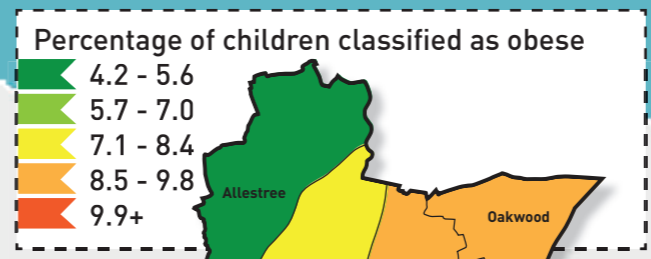 Percentage of children classified as obese
4.2 - 5.6
5.7 - 7.0
7.1 - 8.4
8.5 - 9.8
9.9+
Allestree
Oakwood